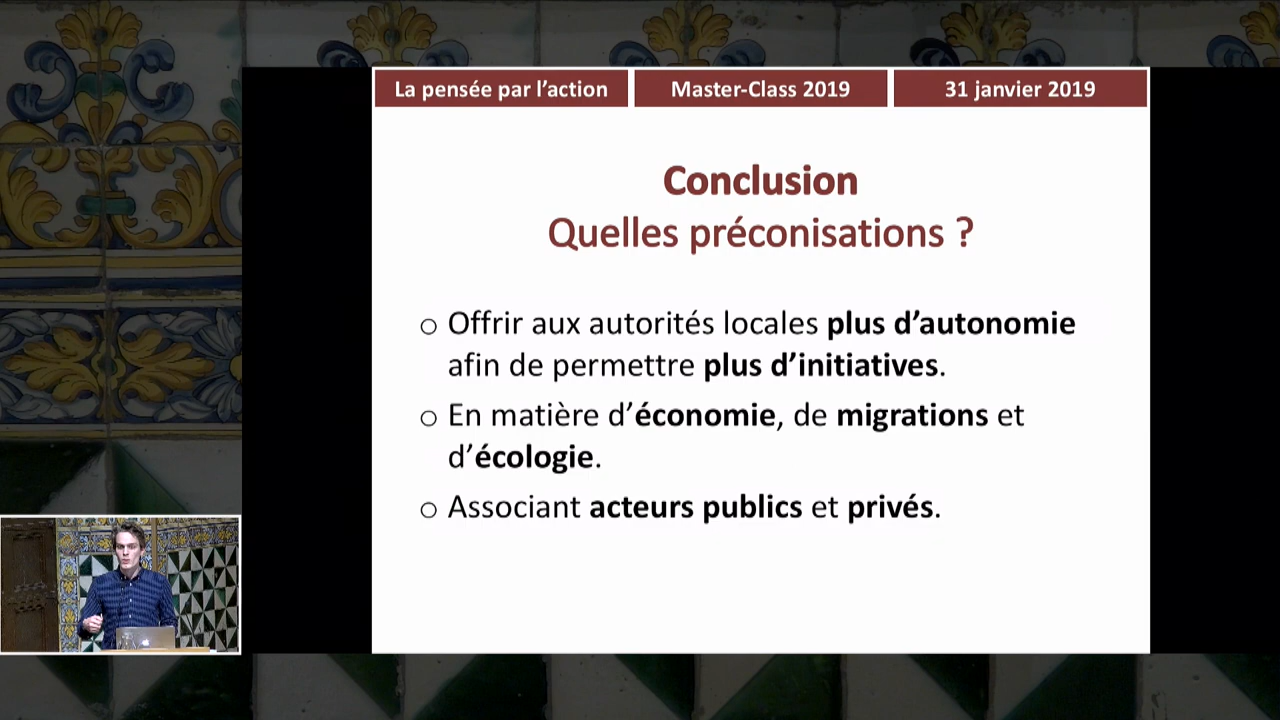 La pensée par l’action
Master-Class 2019
31 janvier 2019
Conclusion
Quelles préconisations ?
o Offrir aux autorités locales plus d’autonomie
afin de permettre plus d’initiatives.
o En matière d’économie, de migrations et
d’écologie.
o Associant acteurs publics et privés.